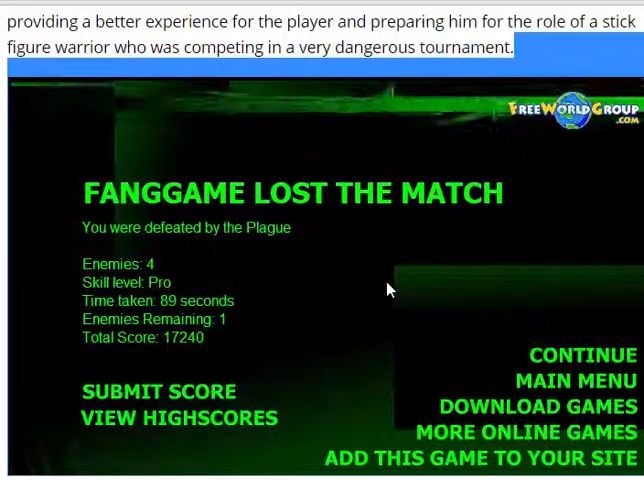 providing a better experience for the player and preparing him for the role of a stick
figure warrior who was competing in a very dangerous tournament.
FREEWORLDGROUP
.COM
FANGGAME LOST THE MATCH
You were defeated by the Plague
Enemies: 4
Skill level: Pro
Time taken: 89 seconds
Enemies Remaining: 1
Total Score: 17240
SUBMIT SCORE
VIEW HIGHSCORES
CONTINUE
MAIN MENU
DOWNLOAD GAMES
MORE ONLINE GAMES
ADD THIS GAME TO YOUR SITE